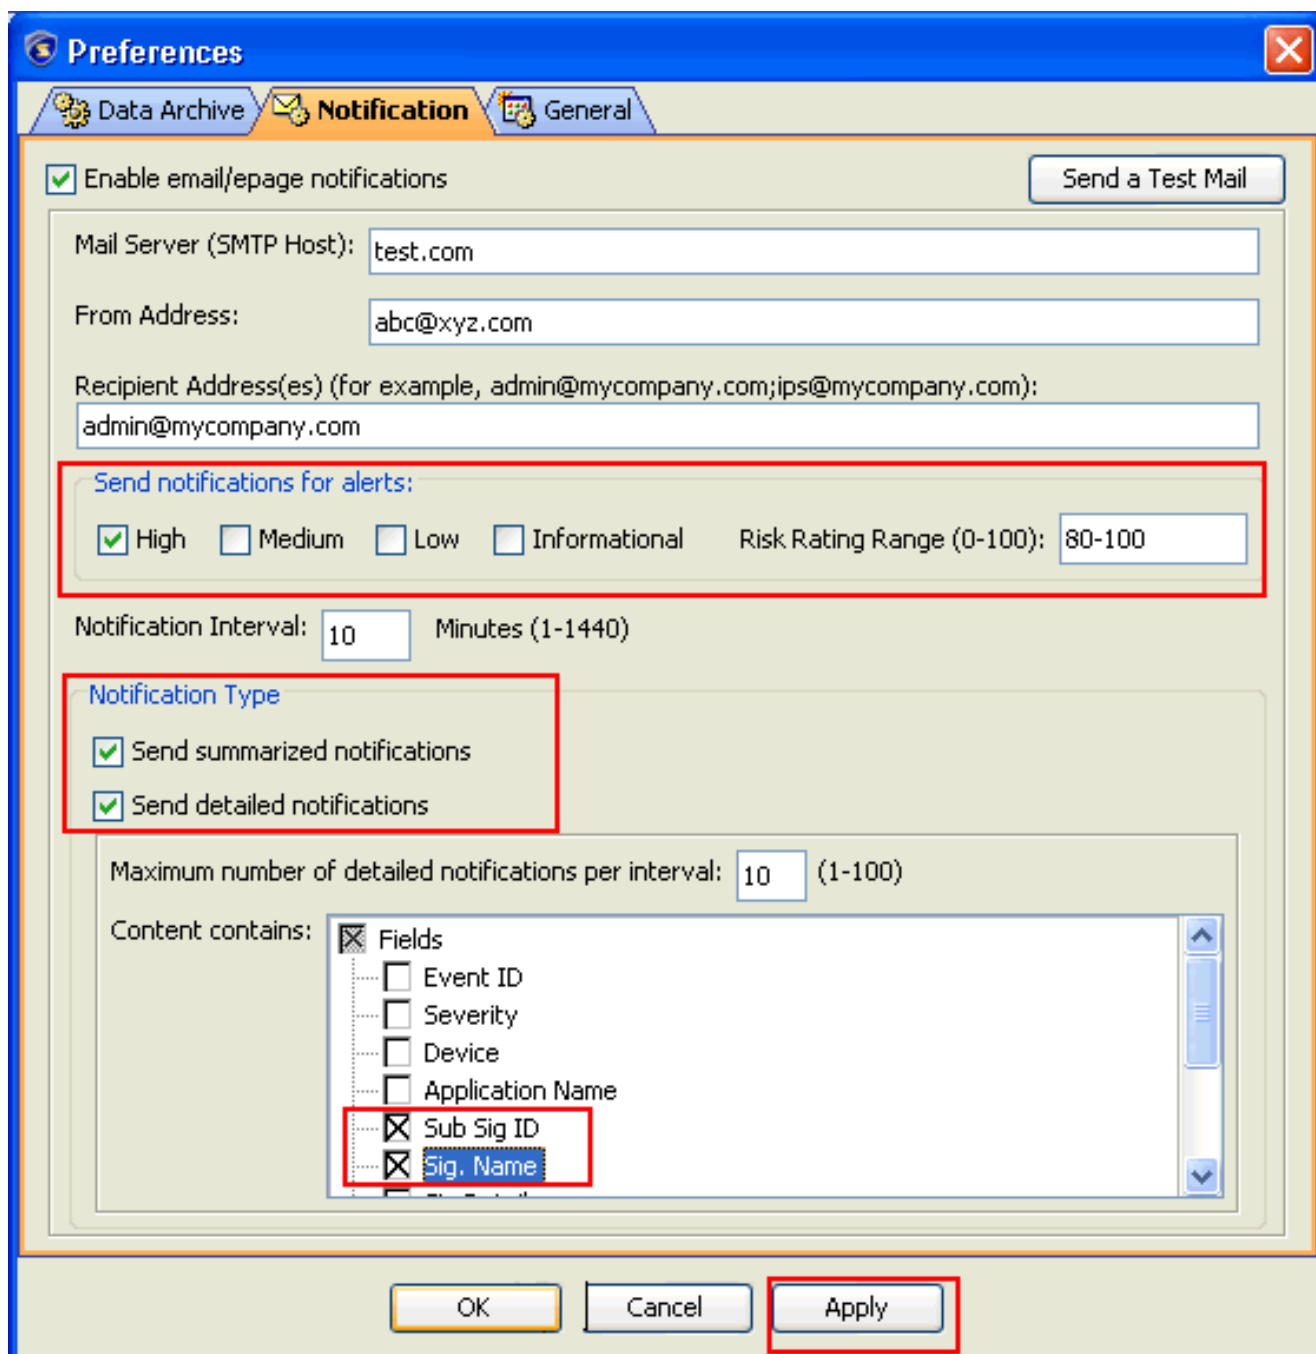 Preferences
Data Archive Notification General
Enable email/epage notifications Send a Test Mail
Mail Server (SMTP Host): test.com
From Address: abc@xyz.com
Recipient Address(es) (for example, admin@mycompany.com;ips@mycompany.com):
admin@mycompany.com
Send notifications for alerts:
High Medium Low Informational Risk Rating Range (0-100): 80-100
Notification Interval: 10 Minutes (1-1440)
Notification Type
Send summarized notifications
Send detailed notifications
Maximum number of detailed notifications per interval: 10 (1-100)
Content contains: Fields
Event ID
Severity
Device
Application Name
Sub Sig ID
Sig. Name
OK Cancel Apply